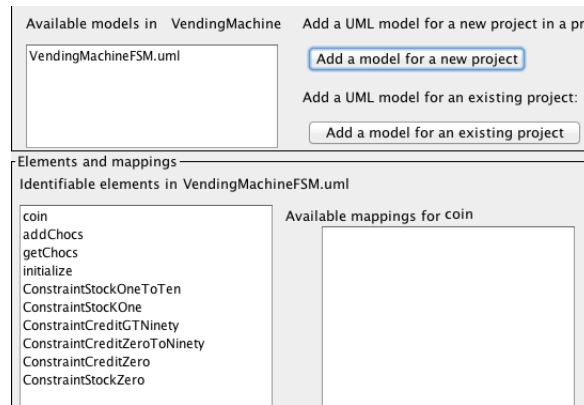 Available models in VendingMachine
Add a UML model for a new project in a pr
VendingMachineFSM.uml
Add a model for a new project
Add a UML model for an existing project:
Add a model for an existing project
Elements and mappings
Identifiable elements in VendingMachineFSM.uml
coin
addChocs
getChocs
initialize
ConstraintStockOneToTen
ConstraintStocKOne
ConstraintCreditGTNinety
ConstraintCreditZeroToNinety
ConstraintCreditZero
ConstraintStockZero
Available mappings for coin